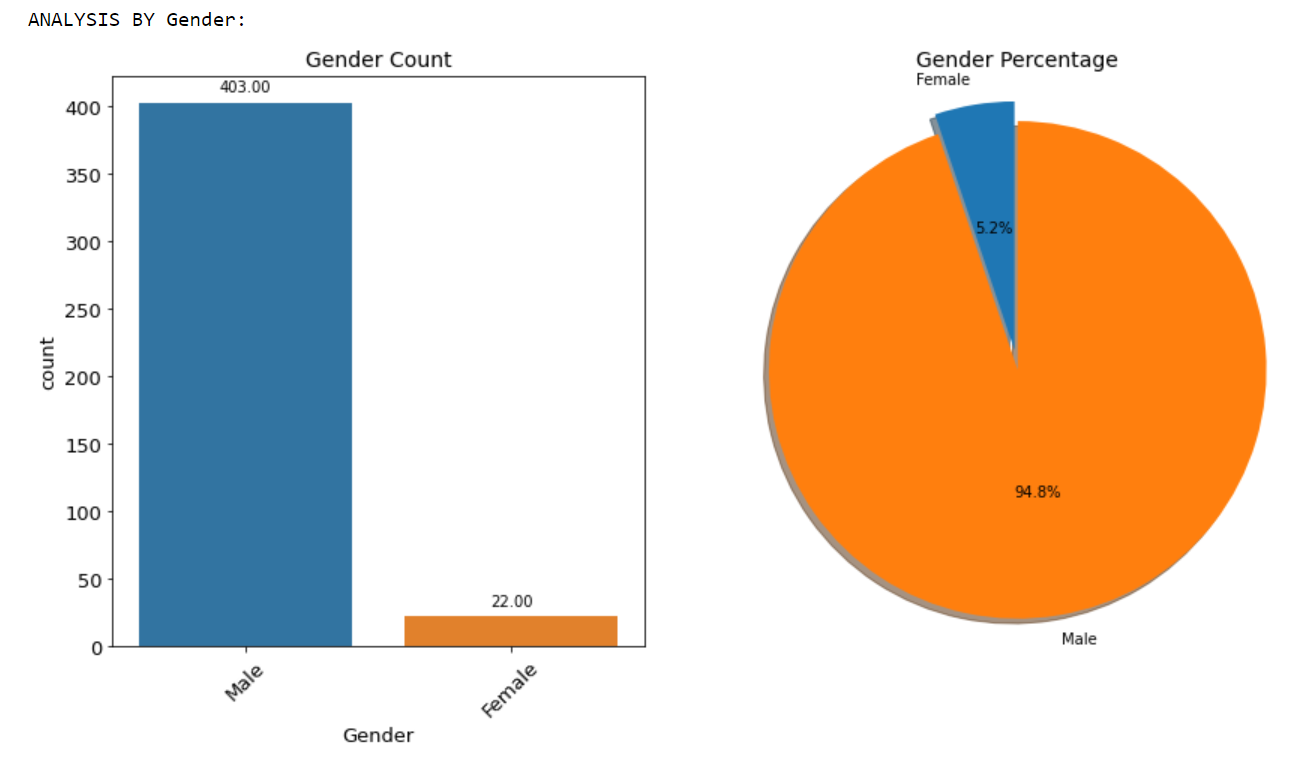 ANALYSIS BY Gender:
Gender Count
403.00
400
350
300
250
200
150
100
50
0
count
22.00
Male
Female
Gender
Gender Percentage
Female
5.2%
94.8%
Male